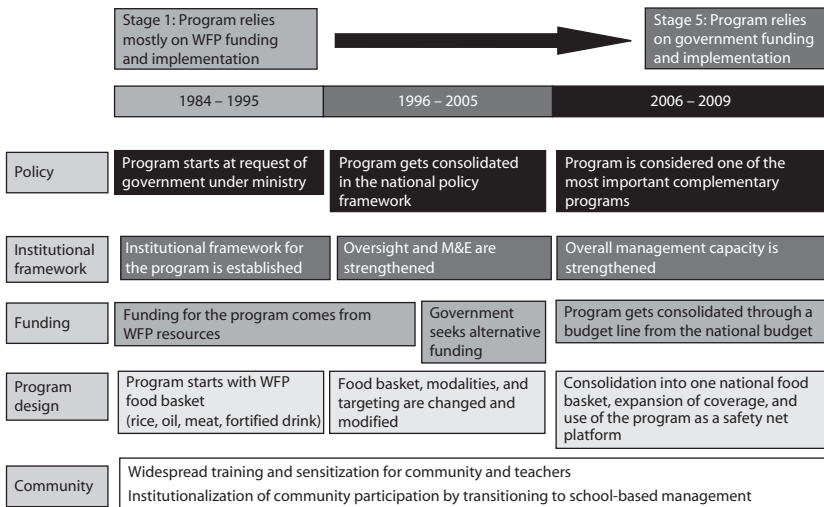 Stage 1: Program relies
mostly on WFP funding
and implementation
Stage 5: Program relies
on government funding
and implementation
1984 – 1995
1996 – 2005
2006 – 2009
Policy
Program starts at request of
government under ministry
Program gets consolidated
in the national policy
framework
Program is considered one of the
most important complementary
programs
Institutional
framework
Institutional framework for
the program is established
Oversight and M&E are
strengthened
Overall management capacity is
strengthened
Funding
Funding for the program comes from
WFP resources
Government
seeks alternative
funding
Program gets consolidated through a
budget line from the national budget
Program
design
Program starts with WFP
food basket
(rice, oil, meat, fortified drink)
Food basket, modalities, and
targeting are changed and
modified
Consolidation into one national food
basket, expansion of coverage, and
use of the program as a safety net
platform
Community
Widespread training and sensitization for community and teachers
Institutionalization of community participation by transitioning to school-based management